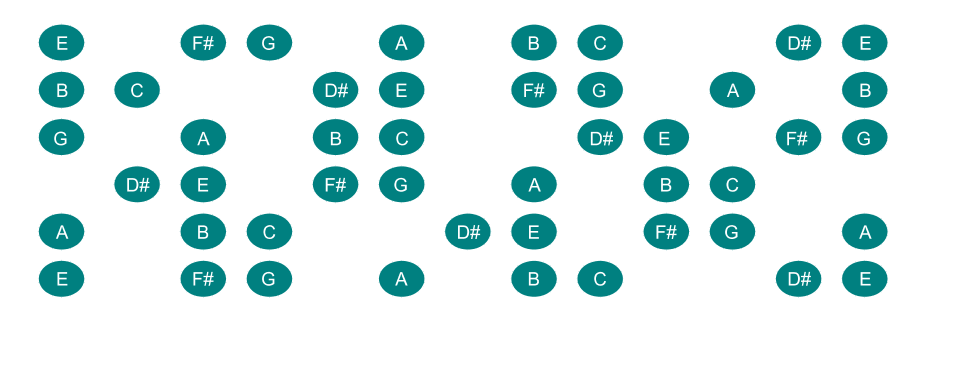 E F# G A B C D# E
B C D# E F# G A B
G A B C D# E F# G
D# E F# G A B C
A B C D# E F# G A
E F# G A B C D# E